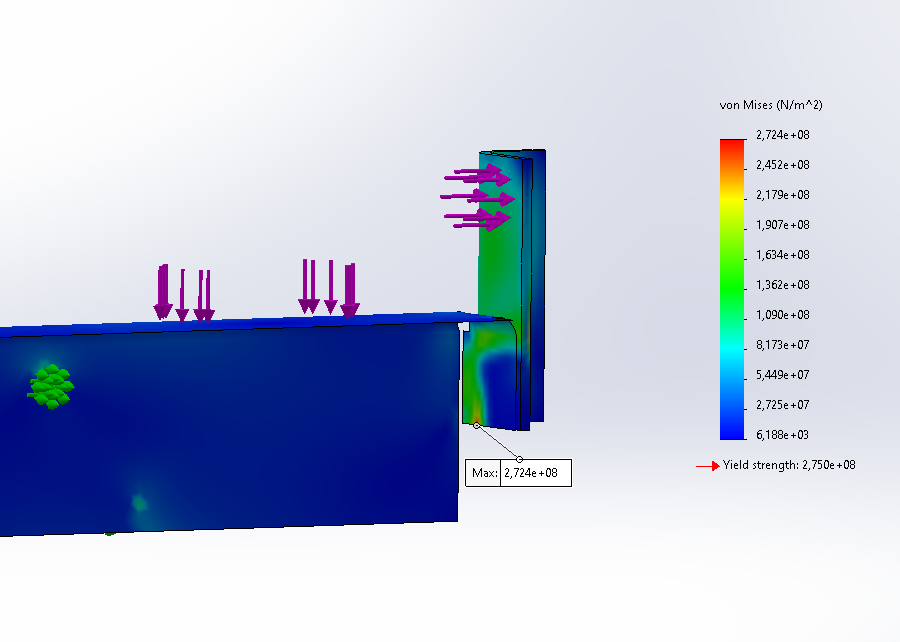 von Mises (N/m^2)
2,724e+08
2,452e+08
2,179e+08
1,907e+08
1,634e+08
1,362e+08
1,090e+08
8,173e+07
5,449e+07
2,725e+07
6,188e+03
Yield strength: 2,750e+08
Max: 2,724e+08